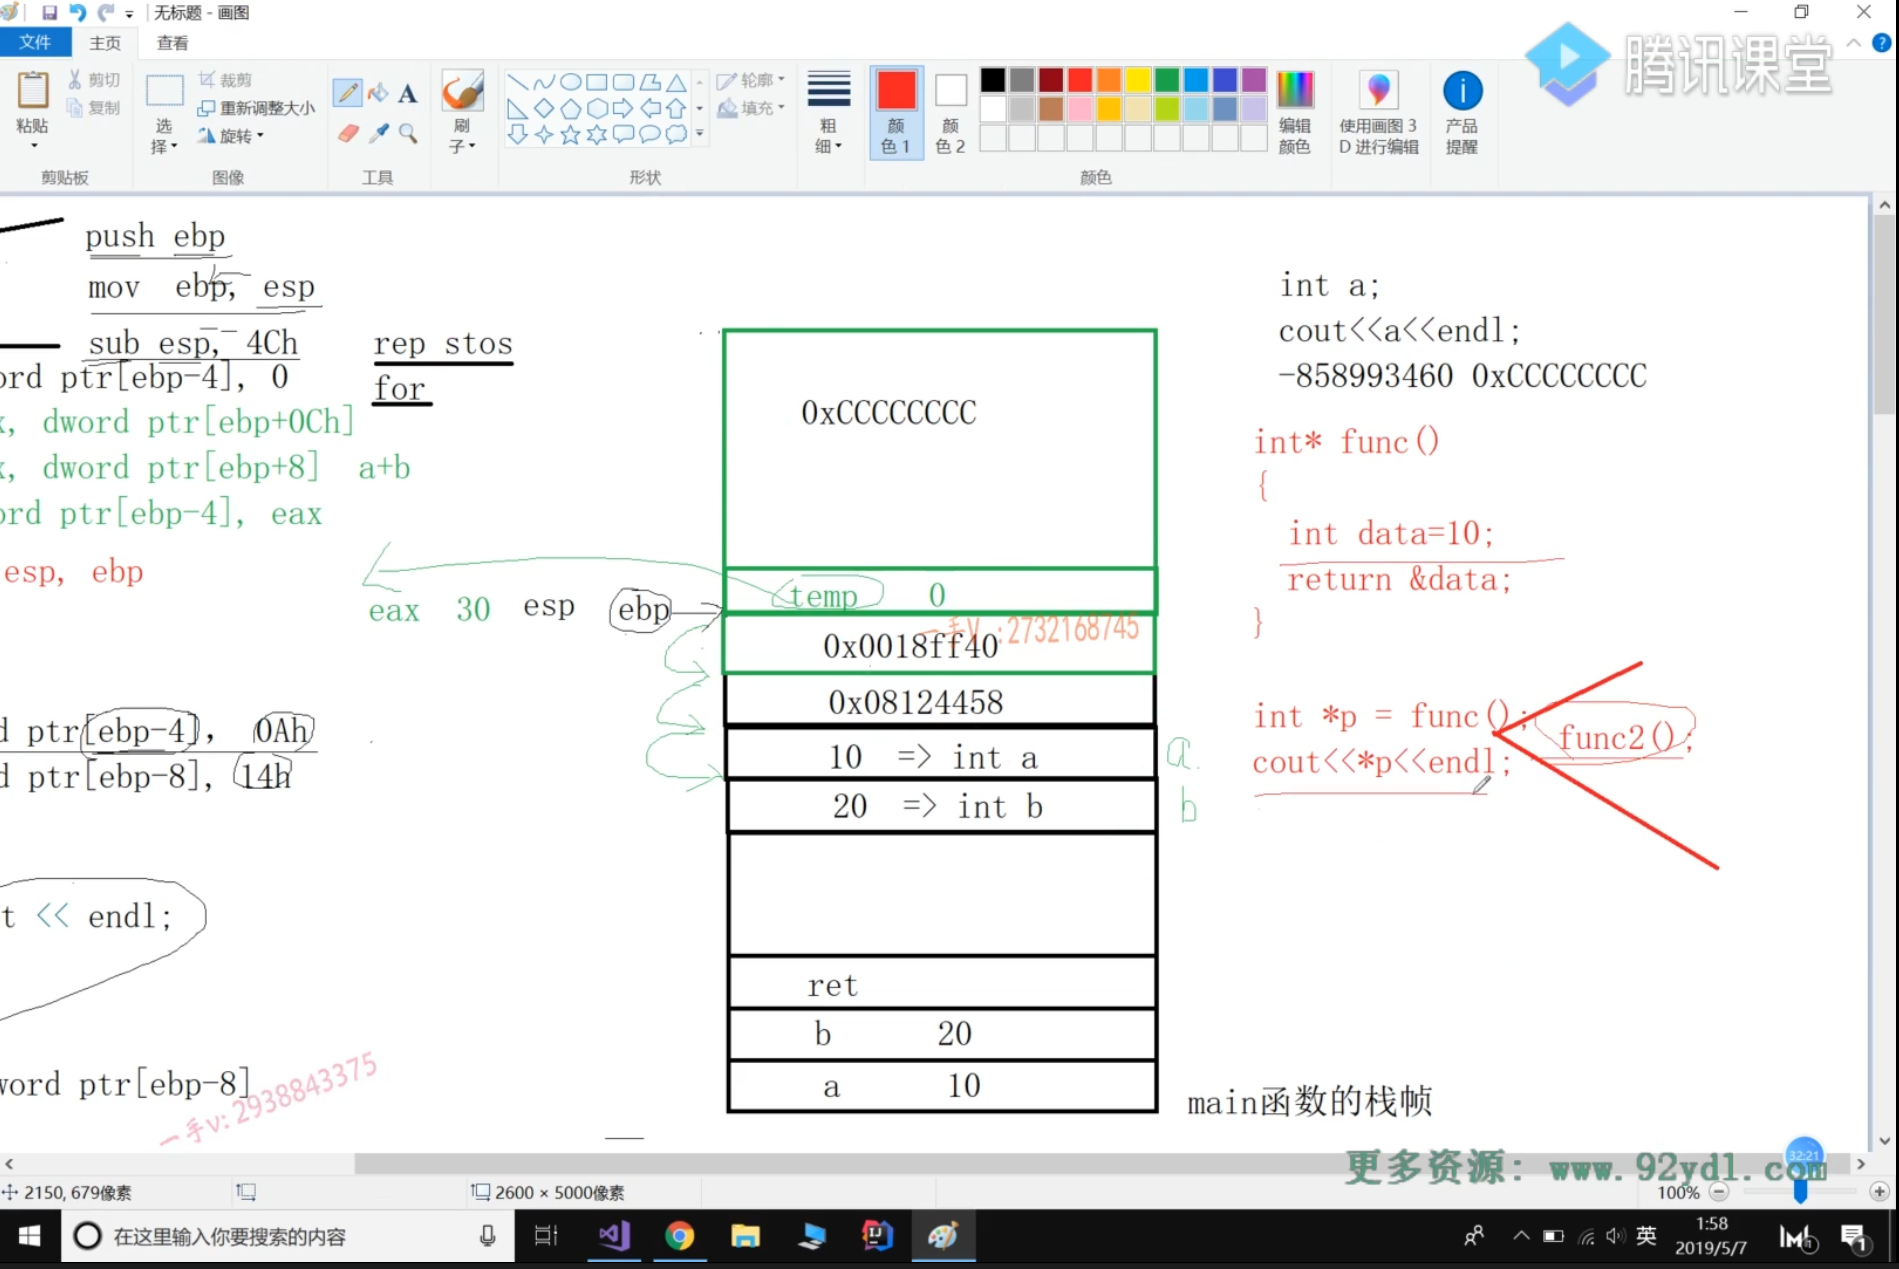 无标题 - 画图
文件 主页 查看
腾讯课堂
粘贴
剪切
复制
剪贴板
选择
裁剪
重新调整大小
旋转
图像
A
工具
刷子
形状
轮廓
填充
粗细
颜色 1
颜色 2
颜色
编辑颜色
使用画图 3D 进行编辑
产品提醒
push ebp
mov ebp, esp
sub esp, 4Ch
ord ptr[ebp-4], 0
x, dword ptr[ebp+0Ch]
x, dword ptr[ebp+8] a+b
ord ptr[ebp-4], eax
esp, ebp
rep stos
for
eax 30 esp ebp
d ptr[ebp-4], 0Ah
d ptr[ebp-8], 14h
t << endl;
word ptr[ebp-8]
一手v: 2938843375
0xCCCCCCCC
temp 0
一手V :2732168745
0x0018ff40
0x08124458
10 => int a
a
20 => int b
b
ret
b 20
a 10
main函数的栈帧
int a;
cout<<a<<endl;
-858993460 0xCCCCCCCC
int* func()
{
int data=10;
return &data;
}
int *p = func(); func2();
cout<<*p<<endl;
更多资源: www.92ydl.com
32:21
2150, 679像素
2600 × 5000像素
100%
在这里输入你要搜索的内容
英
1:58
2019/5/7
1